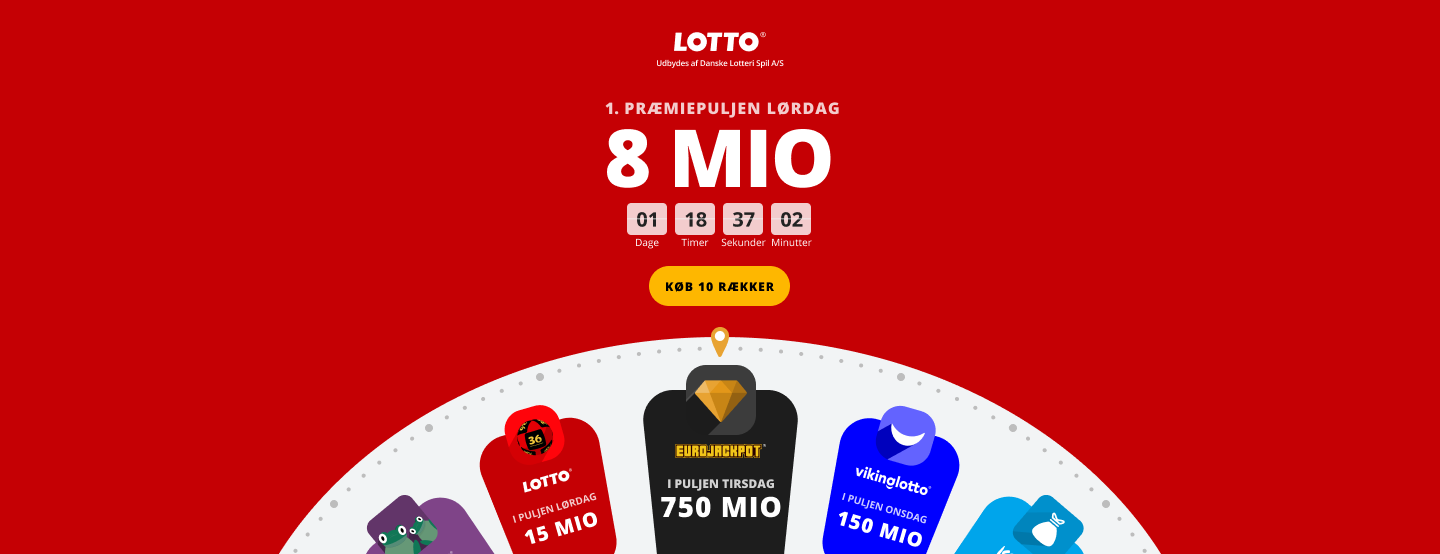 LOTTO®
Udbydes af Danske Lotteri Spil A/S
1. PRÆMIEPULJEN LØRDAG
8 MIO
01 18 37 02
Dage Timer Sekunder Minutter
KØB 10 RÆKKER
36
LOTTO
I PULJEN LØRDAG
15 MIO
EUROJACKPOT
I PULJEN TIRSDAG
750 MIO
vikinglotto
I PULJEN ONSDAG
150 MIO